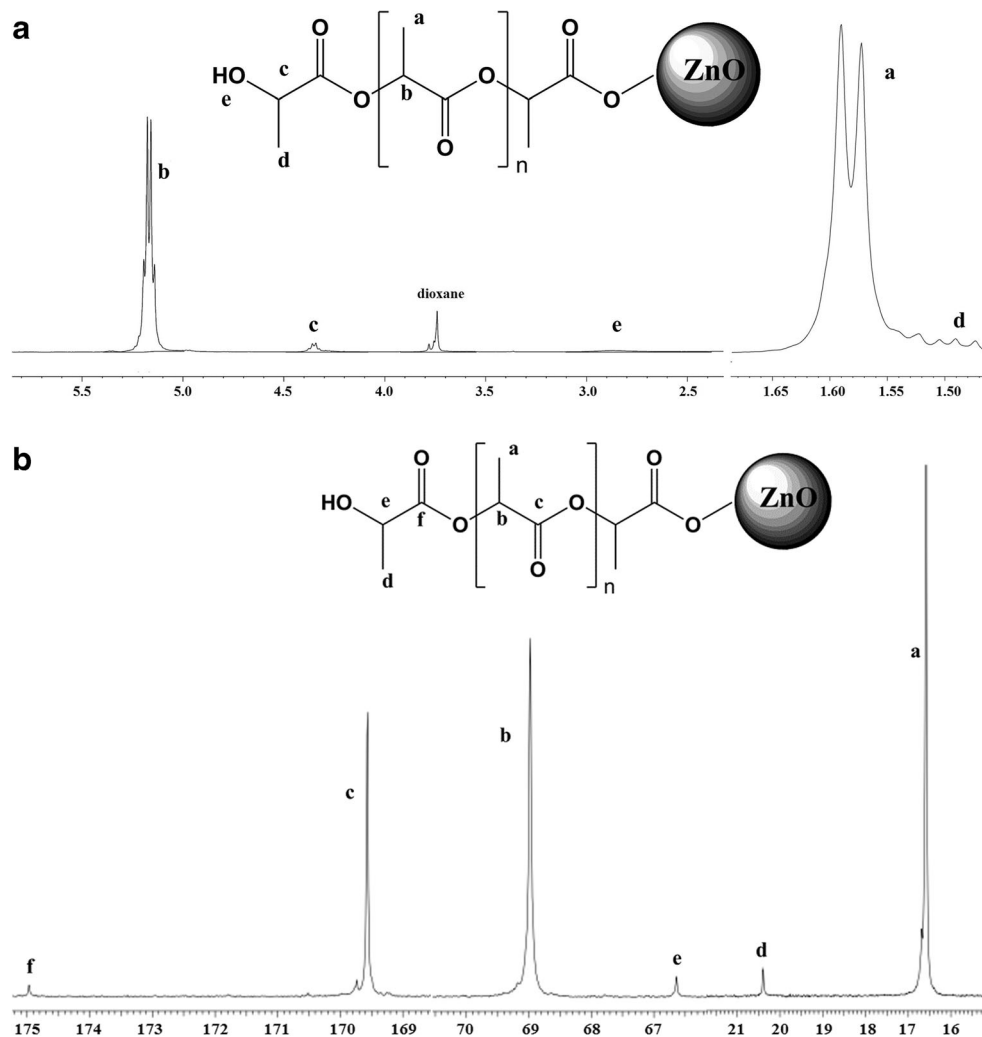 a
a
O
O
HO
c
O
ZnO
e
O
b
O
d
O
n
a
b
dioxane
c
e
d
5.5 5.0 4.5 4.0 3.5 3.0 2.5 1.65 1.60 1.55 1.50
b
a
O
O
HO
e
c
O
ZnO
f
O
b
O
d
O
n
a
b
c
f
e
d
175 174 173 172 171 170 169 70 69 68 67 21 20 19 18 17 16